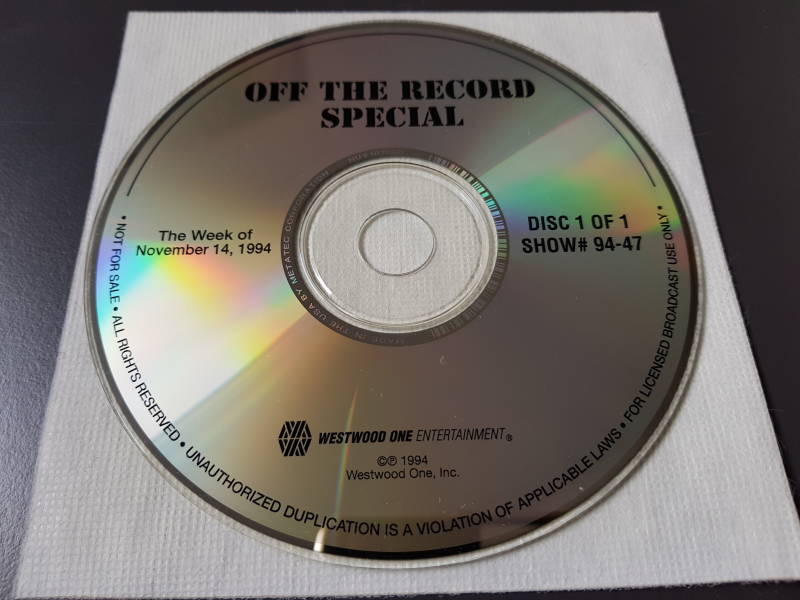 OFF THE RECORD
SPECIAL
The Week of
November 14, 1994
DISC 1 OF 1
SHOW# 94-47
WESTWOOD ONE ENTERTAINMENT®
©℗ 1994
Westwood One, Inc.
• NOT FOR SALE • ALL RIGHTS RESERVED • UNAUTHORIZED DUPLICATION IS A VIOLATION OF APPLICABLE LAWS • FOR LICENSED BROADCAST USE ONLY •
MADE IN THE USA BY METATEC CORPORATION